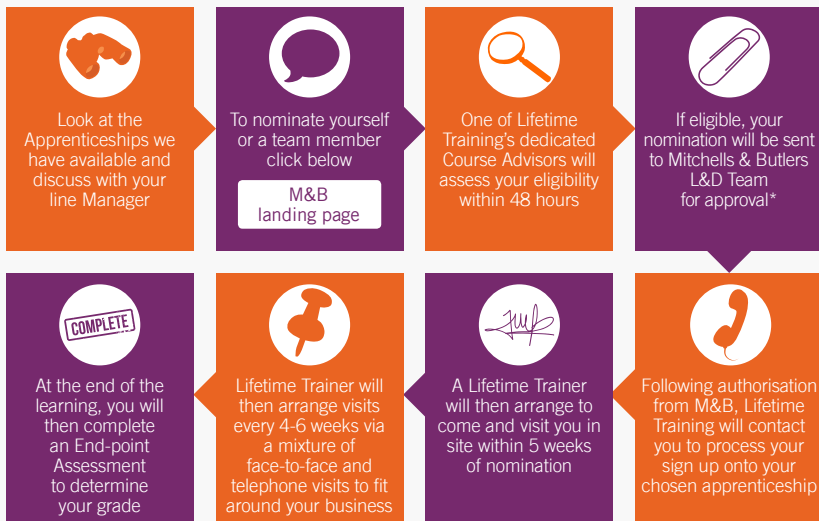 Look at the
Apprenticeships we
have available and
discuss with your
line Manager
To nominate yourself
or a team member
click below
M&B
landing page
One of Lifetime
Training's dedicated
Course Advisors will
assess your eligibility
within 48 hours
If eligible, your
nomination will be sent
to Mitchells & Butlers
L&D Team
for approval*
Following authorisation
from M&B, Lifetime
Training will contact
you to process your
sign up onto your
chosen apprenticeship
A Lifetime Trainer
will then arrange to
come and visit you in
site within 5 weeks
of nomination
Lifetime Trainer will
then arrange visits
every 4-6 weeks via
a mixture of
face-to-face and
telephone visits to fit
around your business
COMPLETE
At the end of the
learning, you will
then complete
an End-point
Assessment
to determine
your grade